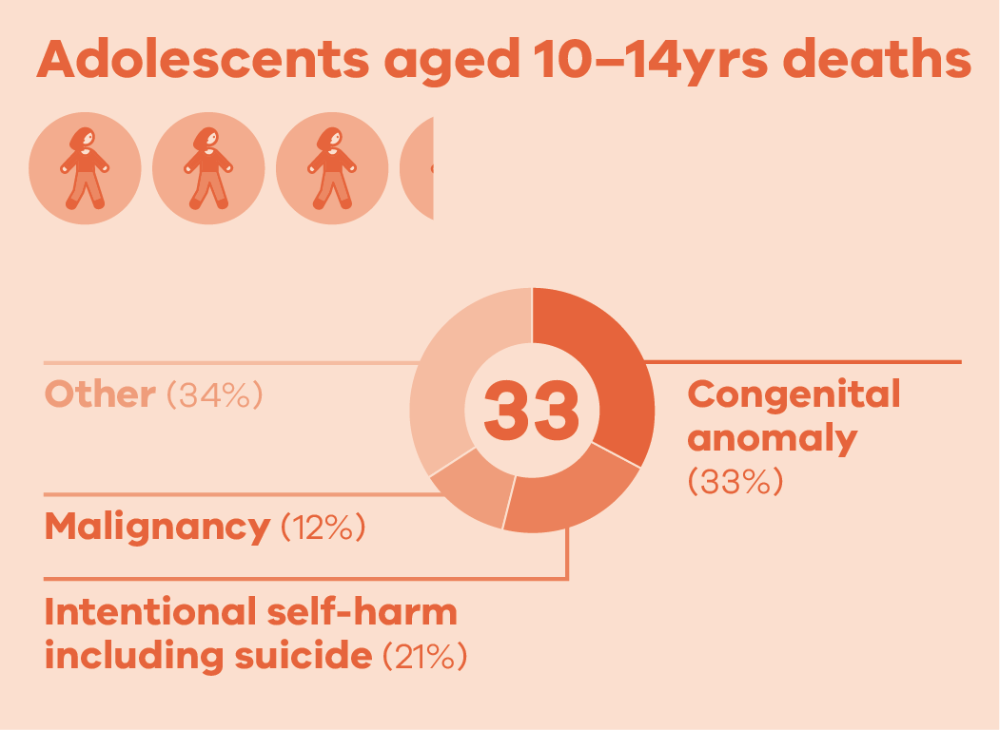 Adolescents aged 10–14yrs deaths
33
Other (34%)
Congenital
anomaly
(33%)
Malignancy (12%)
Intentional self-harm
including suicide (21%)